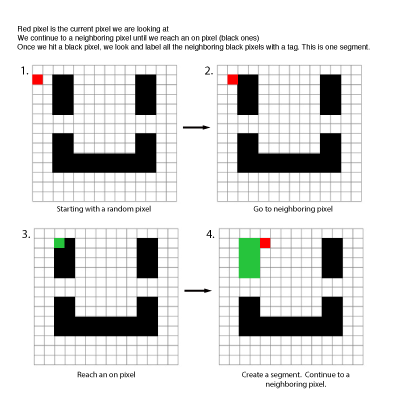 Red pixel is the current pixel we are looking at
We continue to a neighboring pixel until we reach an on pixel (black ones)
Once we hit a black pixel, we look and label all the neighboring black pixels with a tag. This is one segment.
1.
2.
Starting with a random pixel
Go to neighboring pixel
3.
4.
Reach an on pixel
Create a segment. Continue to a
neighboring pixel.